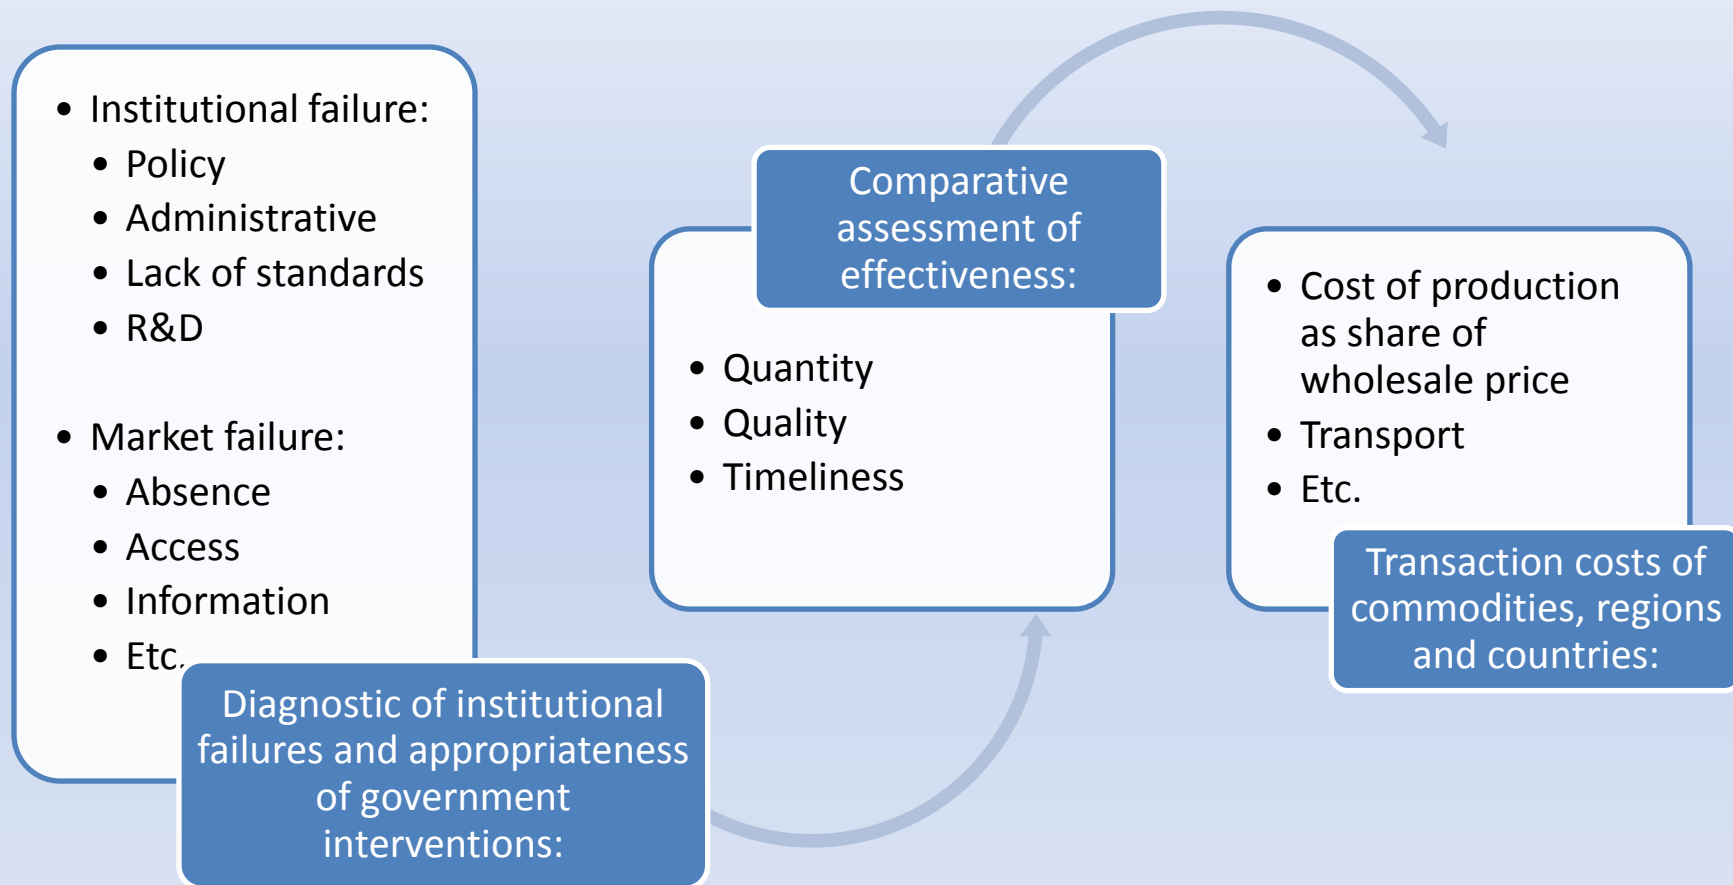 • Institutional failure:
• Policy
• Administrative
• Lack of standards
• R&D
• Market failure:
• Absence
• Access
• Information
• Etc.
Diagnostic of institutional
failures and appropriateness
of government
interventions:
Comparative
assessment of
effectiveness:
• Quantity
• Quality
• Timeliness
• Cost of production
as share of
wholesale price
• Transport
• Etc.
Transaction costs of
commodities, regions
and countries: